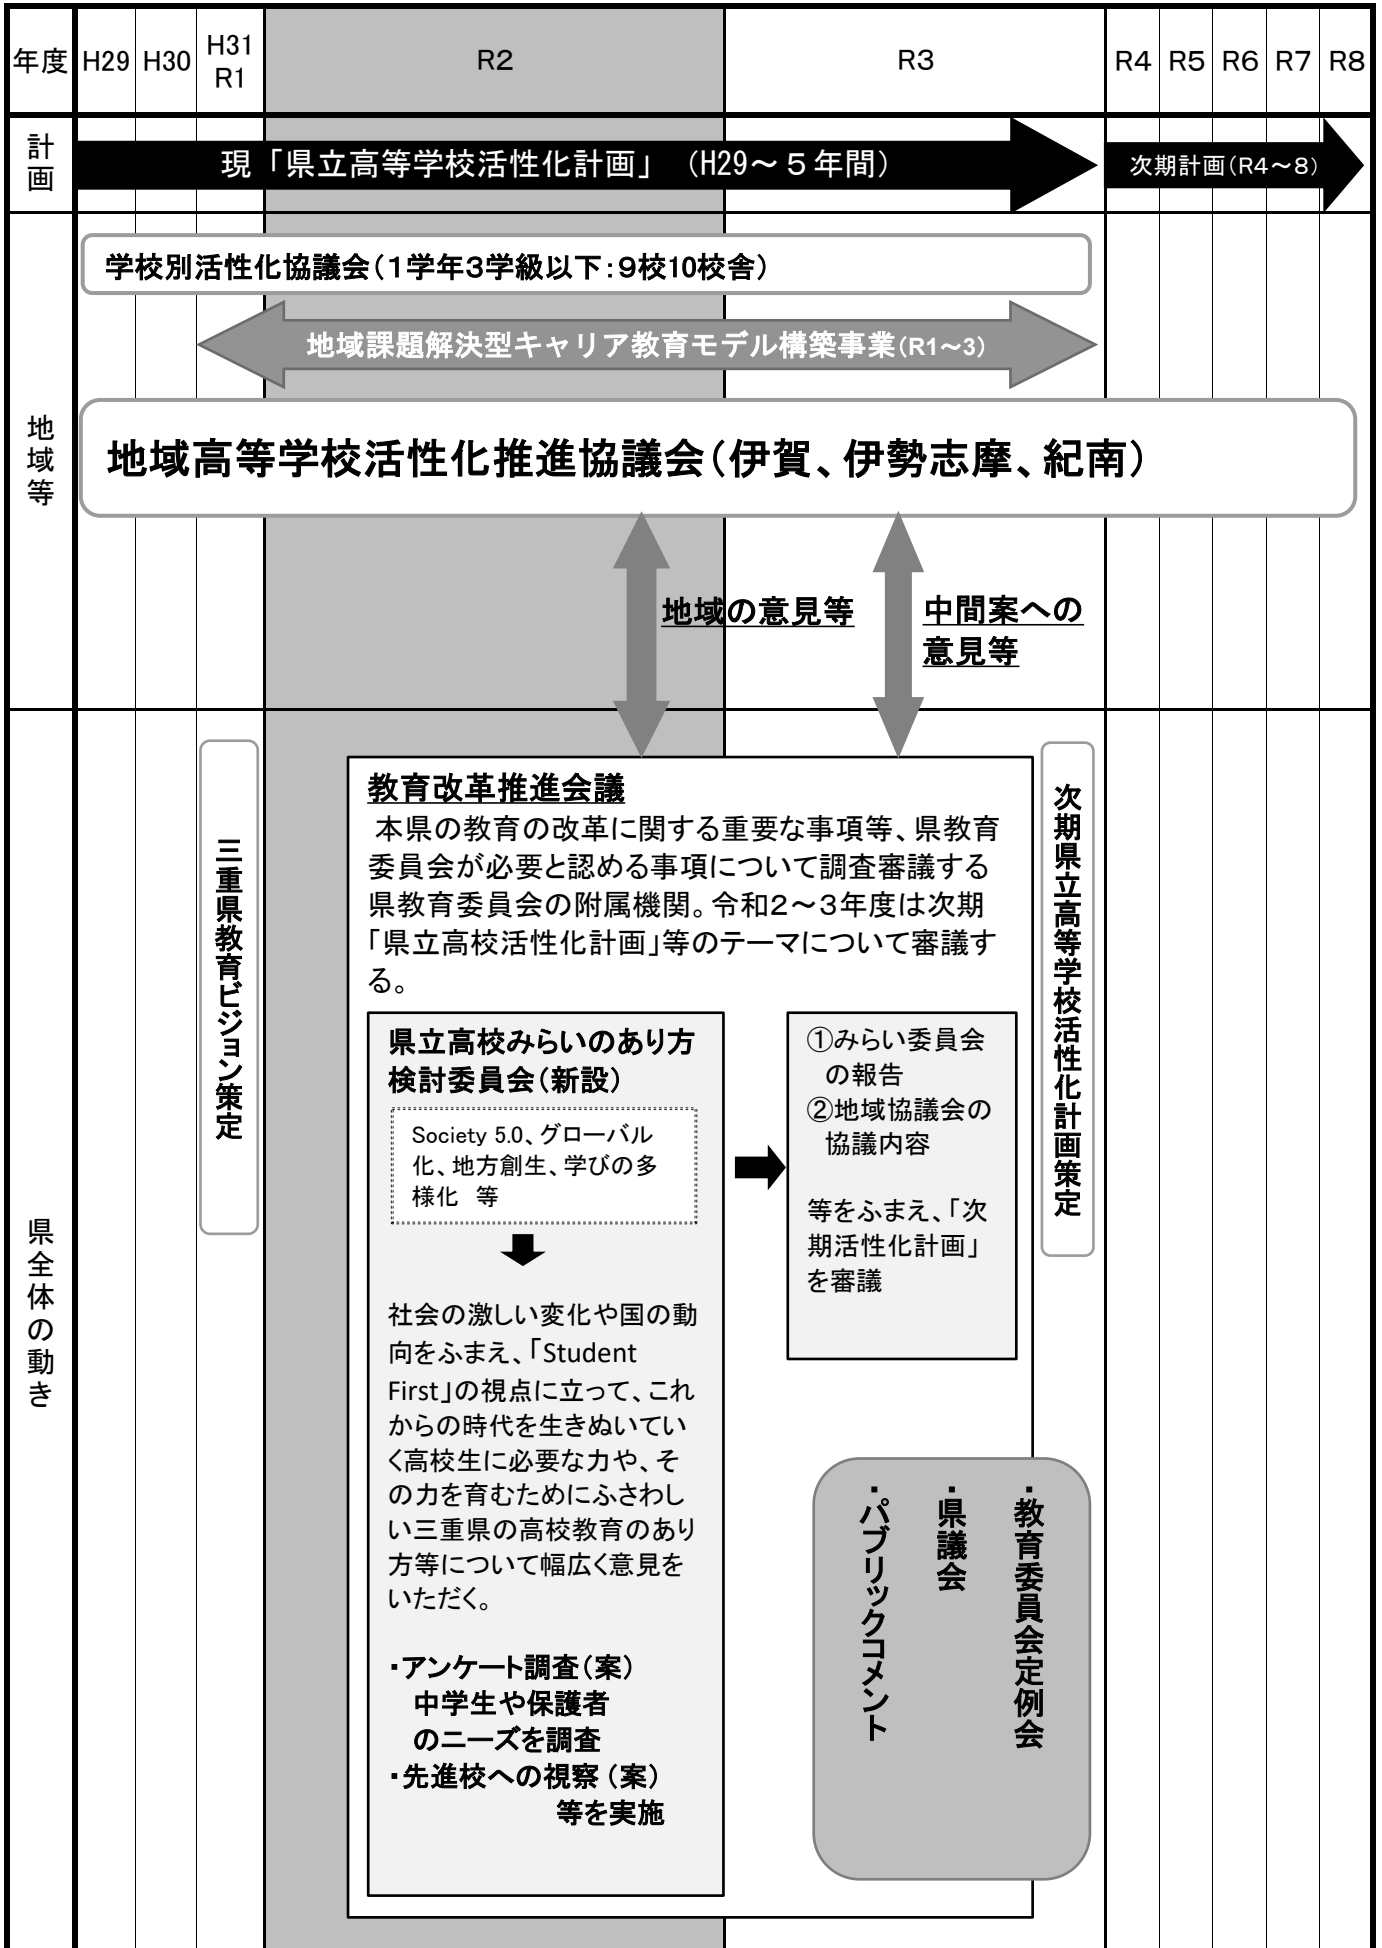 年度
H29
H30
H31
R1
R2
R3
R4
R5
R6
R7
R8
計画
現「県立高等学校活性化計画」（H29～５年間）
次期計画（R4～8）
地域等
学校別活性化協議会（１学年３学級以下：９校10校舎）
地域課題解決型キャリア教育モデル構築事業（R1～3）
地域高等学校活性化推進協議会（伊賀、伊勢志摩、紀南）
地域の意見等
中間案への
意見等
県全体の動き
三重県教育ビジョン策定
教育改革推進会議
本県の教育の改革に関する重要な事項等、県教育
委員会が必要と認める事項について調査審議する
県教育委員会の附属機関。令和２～３年度は次期
「県立高校活性化計画」等のテーマについて審議す
る。
県立高校みらいのあり方
検討委員会（新設）
Society 5.0、グローバル
化、地方創生、学びの多
様化　等
社会の激しい変化や国の動
向をふまえ、「Student
First」の視点に立って、これ
からの時代を生きぬいてい
く高校生に必要な力や、そ
の力を育むためにふさわし
い三重県の高校教育のあり
方等について幅広く意見を
いただく。
・アンケート調査（案）
中学生や保護者
のニーズを調査
・先進校への視察（案）
等を実施
①みらい委員会
の報告
②地域協議会の
協議内容
等をふまえ、「次
期活性化計画」
を審議
次期県立高等学校活性化計画策定
・教育委員会定例会
・県議会
・パブリックコメント